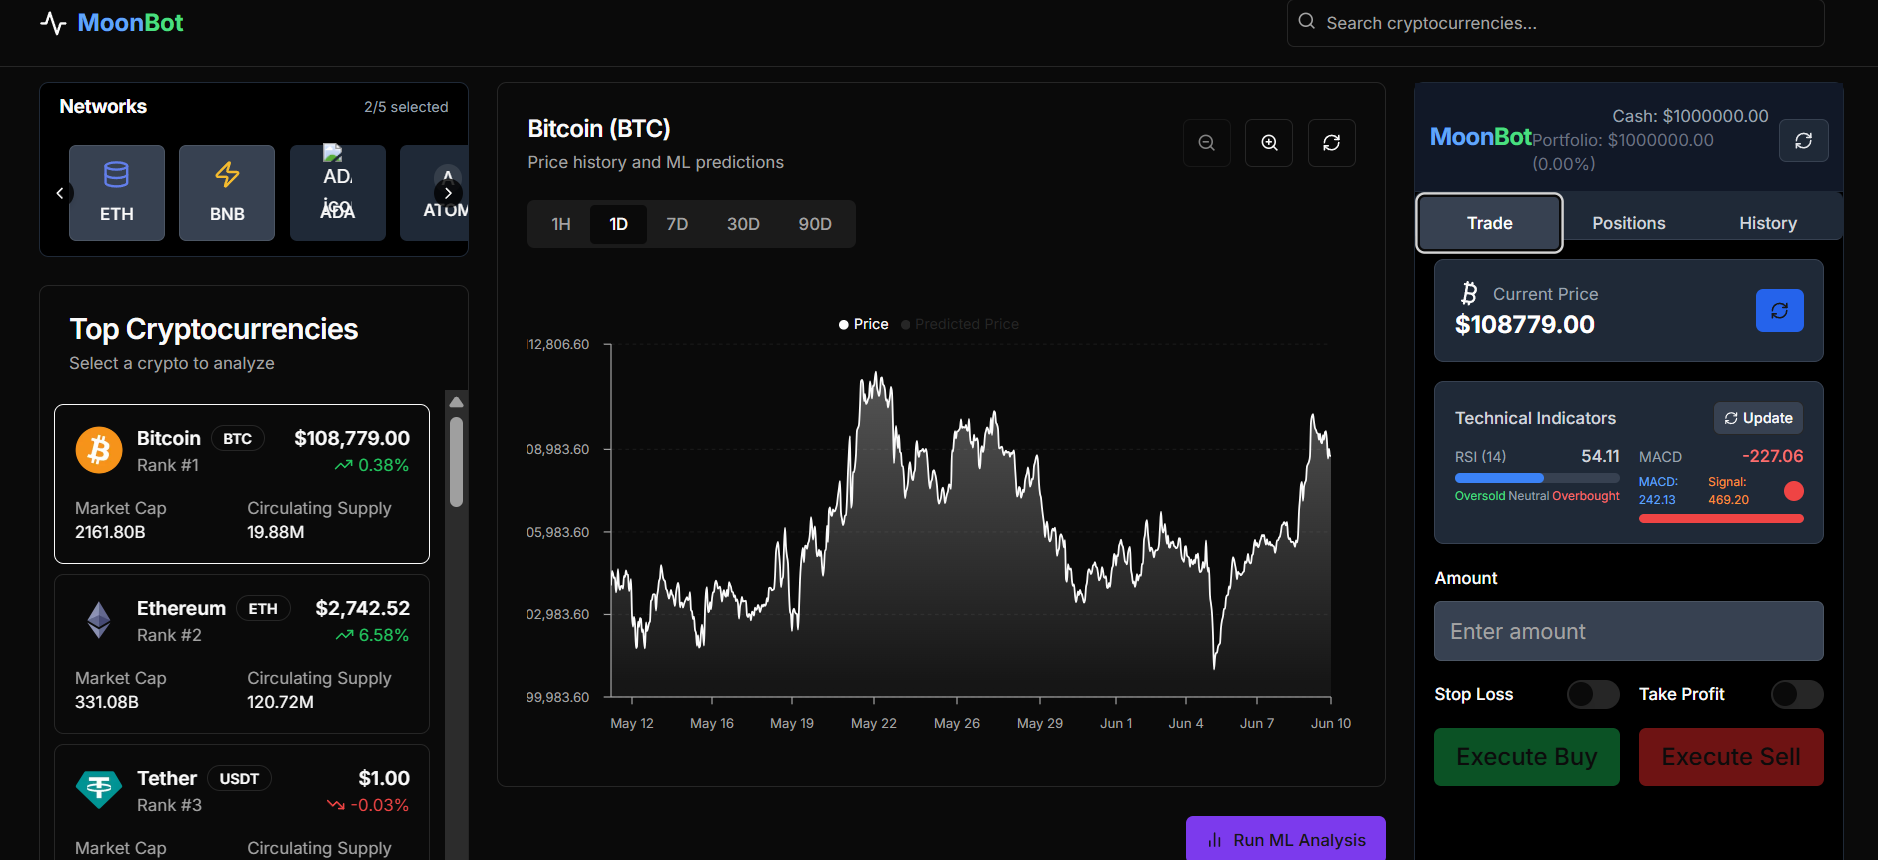 MoonBot
Search cryptocurrencies...
Networks
2/5 selected
ETH
BNB
ADA
ATOM
Top Cryptocurrencies
Select a crypto to analyze
Bitcoin BTC $108,779.00
Rank #1 0.38%
Market Cap Circulating Supply
2161.80B 19.88M
Ethereum ETH $2,742.52
Rank #2 6.58%
Market Cap Circulating Supply
331.08B 120.72M
Tether USDT $1.00
Rank #3 -0.03%
Market Cap Circulating Supply
Bitcoin (BTC)
Price history and ML predictions
1H 1D 7D 30D 90D
Price Predicted Price
12,806.60
08,983.60
05,983.60
02,983.60
99,983.60
May 12 May 16 May 19 May 22 May 26 May 29 Jun 1 Jun 4 Jun 7 Jun 10
Run ML Analysis
MoonBot
Cash: $1000000.00
Portfolio: $1000000.00
(0.00%)
Trade Positions History
Current Price
$108779.00
Technical Indicators
Update
RSI (14) 54.11
Oversold Neutral Overbought
MACD -227.06
MACD: Signal:
242.13 469.20
Amount
Enter amount
Stop Loss Take Profit
Execute Buy Execute Sell